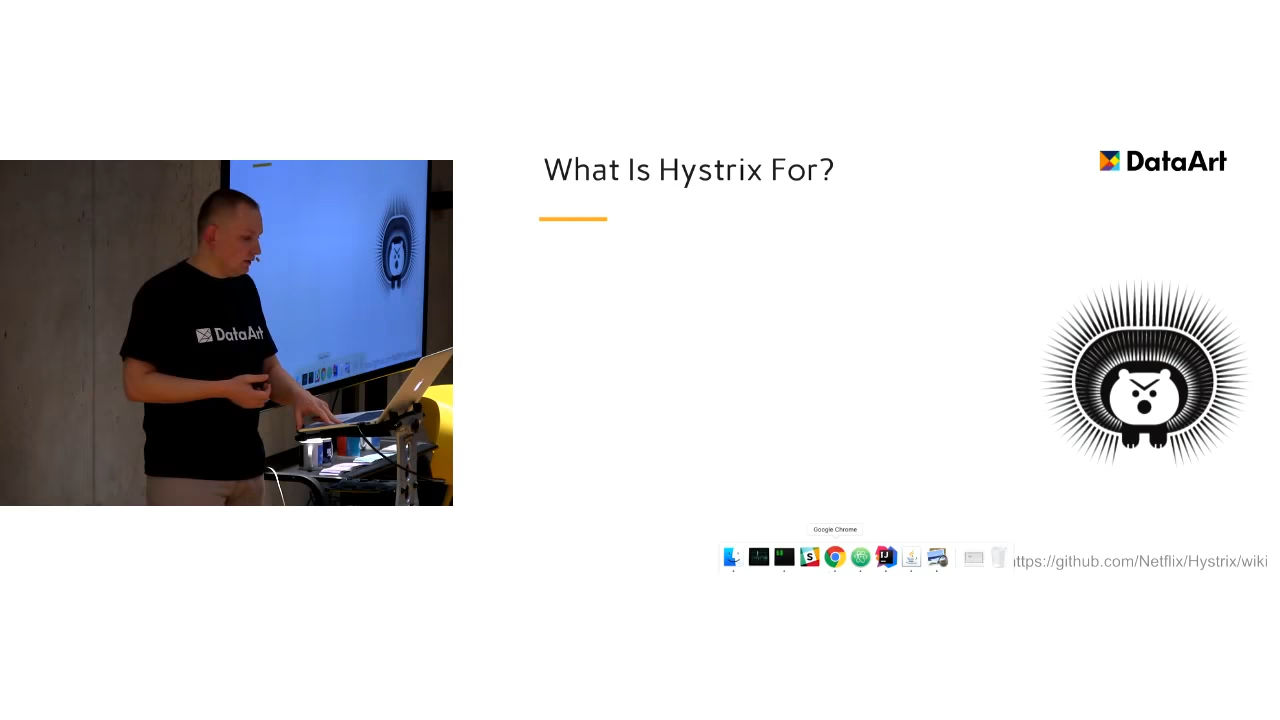 What Is Hystrix For?
DataArt
DataArt
Google Chrome
https://github.com/Netflix/Hystrix/wiki